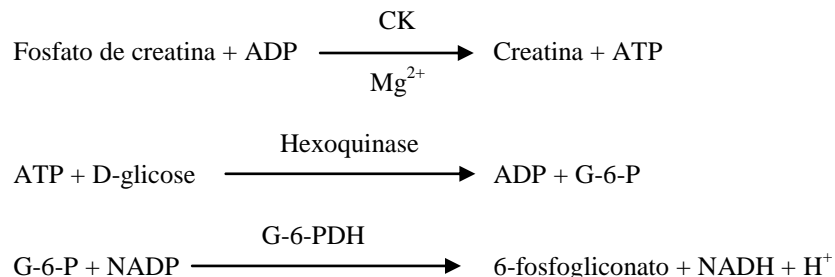 CK
Fosfato de creatina + ADP Creatina + ATP
Mg2+
Hexoquinase
ATP + D-glicose ADP + G-6-P
G-6-PDH
G-6-P + NADP 6-fosfogliconato + NADH + H+